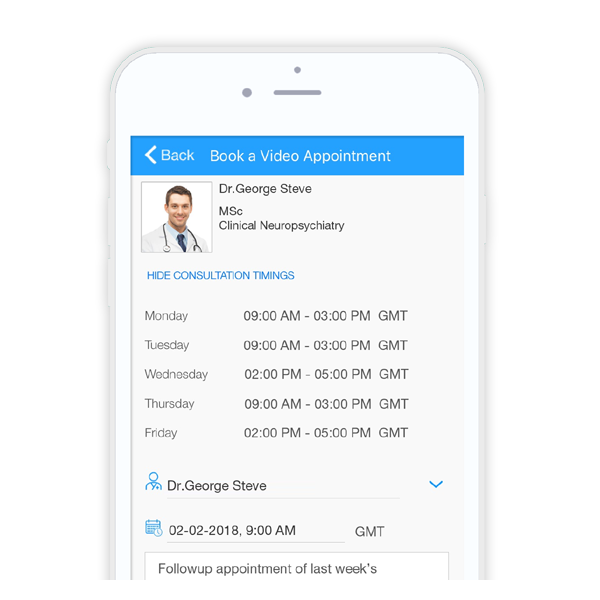 Back Book a Video Appointment
Dr.George Steve
MSc
Clinical Neuropsychiatry
HIDE CONSULTATION TIMINGS
Monday 09:00 AM - 03:00 PM GMT
Tuesday 09:00 AM - 03:00 PM GMT
Wednesday 02:00 PM - 05:00 PM GMT
Thursday 09:00 AM - 03:00 PM GMT
Friday 02:00 PM - 05:00 PM GMT
Dr.George Steve
02-02-2018, 9:00 AM GMT
Followup appointment of last week's